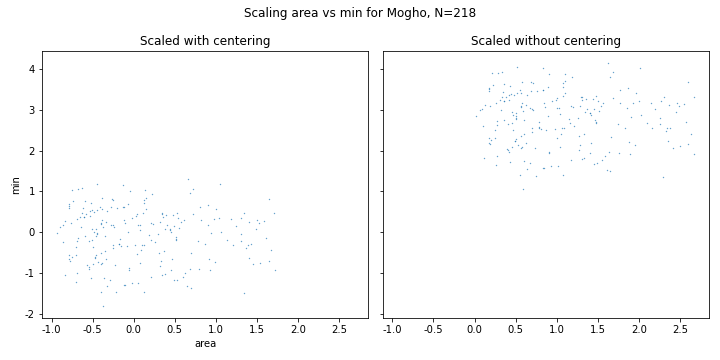 Scaling area vs min for Mogho, N=218
Scaled with centering
Scaled without centering
4
3
2
1
0
-1
-2
min
-1.0 -0.5 0.0 0.5 1.0 1.5 2.0 2.5
-1.0 -0.5 0.0 0.5 1.0 1.5 2.0 2.5
area